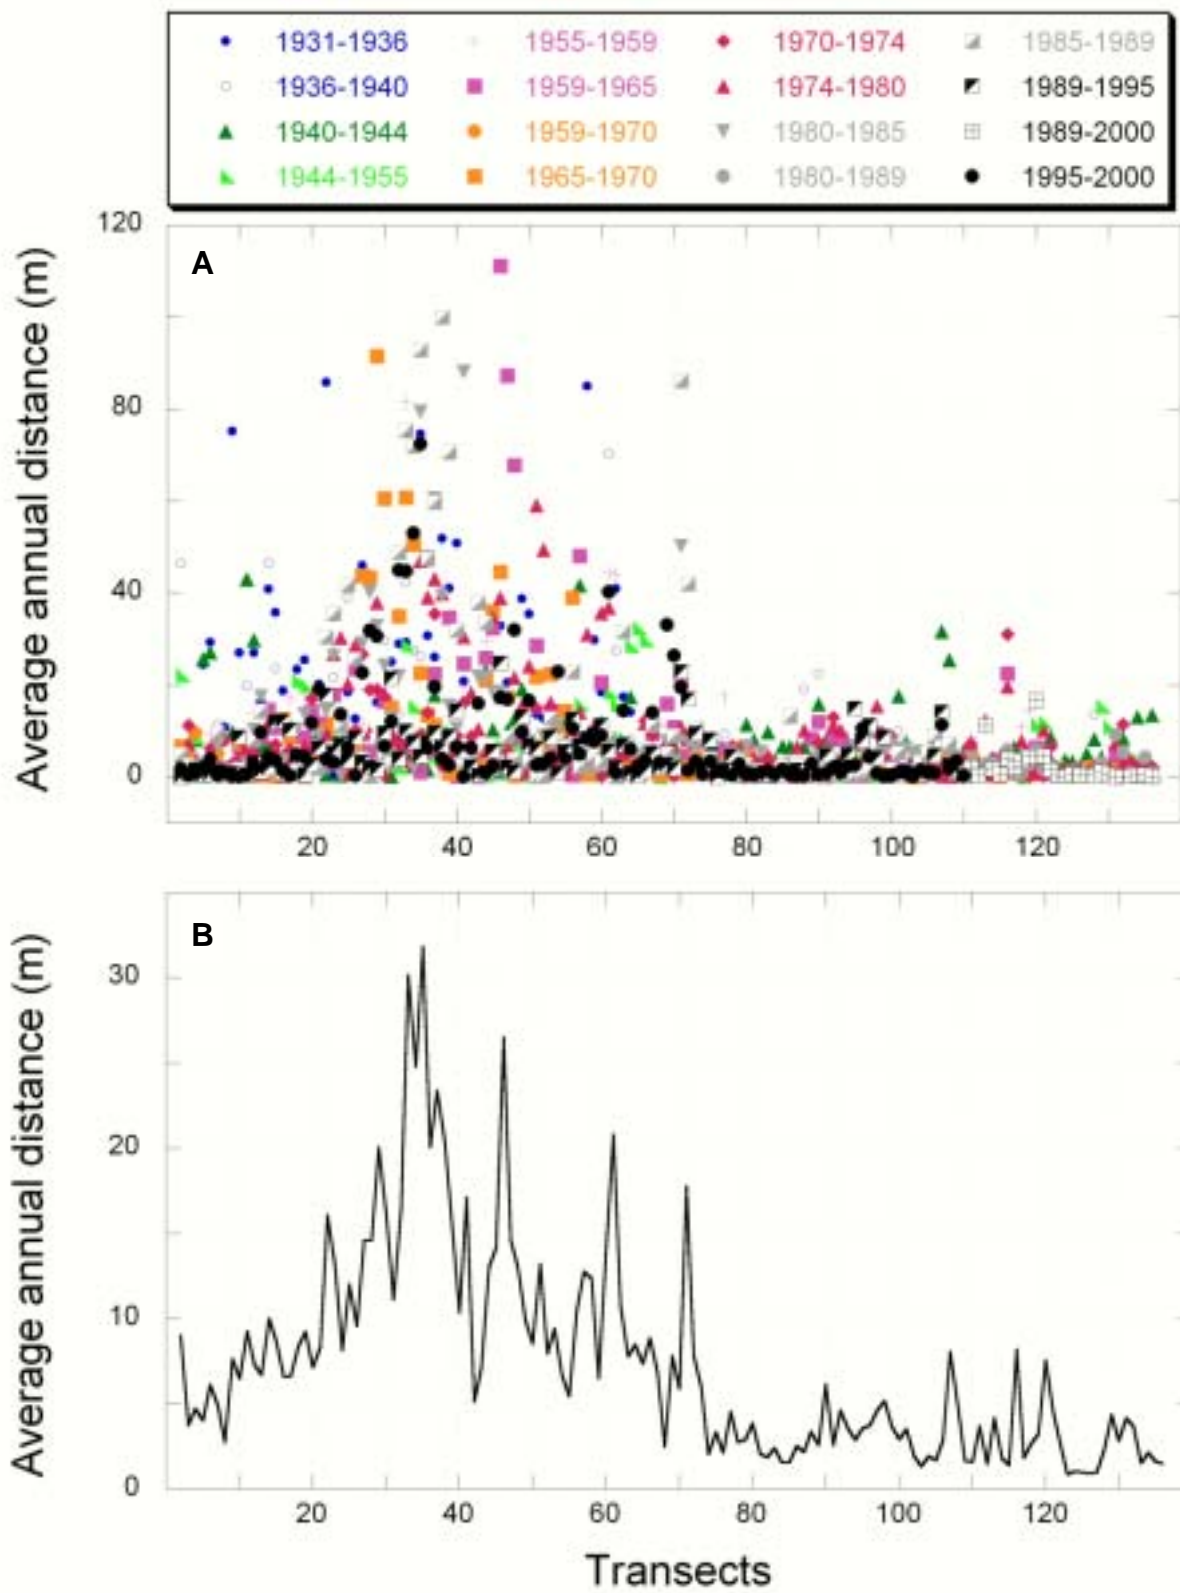 1931-1936 1955-1959 1970-1974 1985-1989
1936-1940 1959-1965 1974-1980 1989-1995
1940-1944 1959-1970 1980-1985 1989-2000
1944-1955 1965-1970 1980-1989 1995-2000
A
Average annual distance (m)
120
80
40
0
20 40 60 80 100 120
B
Average annual distance (m)
30
20
10
0
20 40 60 80 100 120
Transects